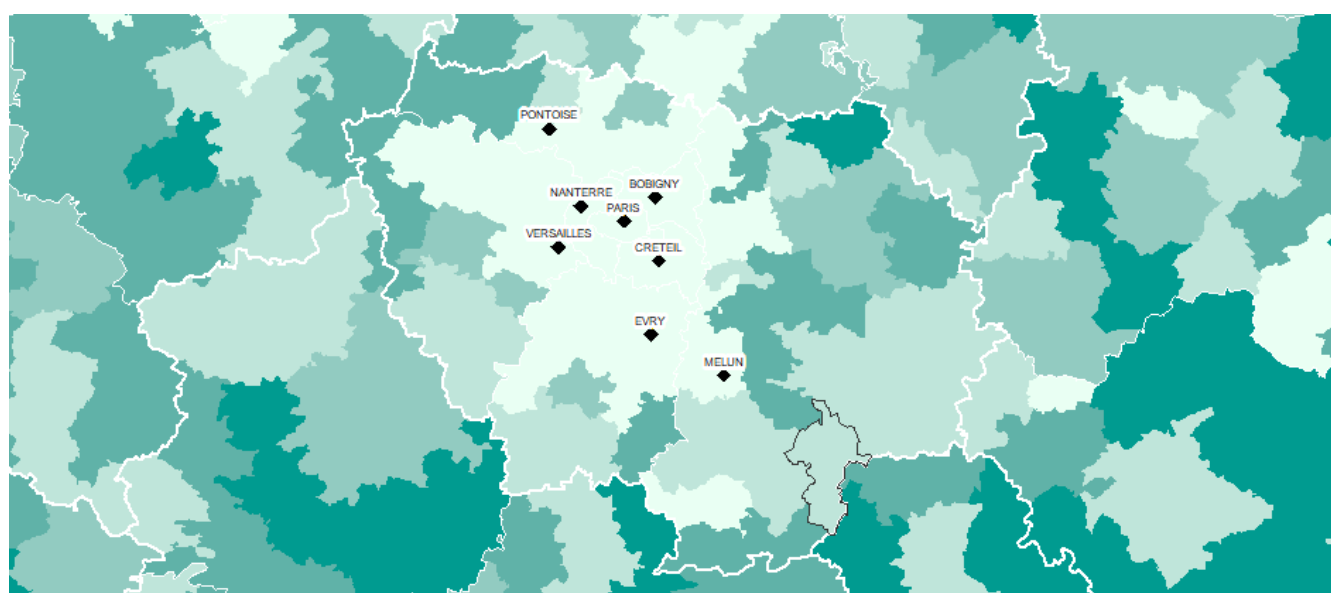 PONTOISE
BOBIGNY
NANTERRE
PARIS
VERSAILLES
CRETEIL
EVRY
MELUN